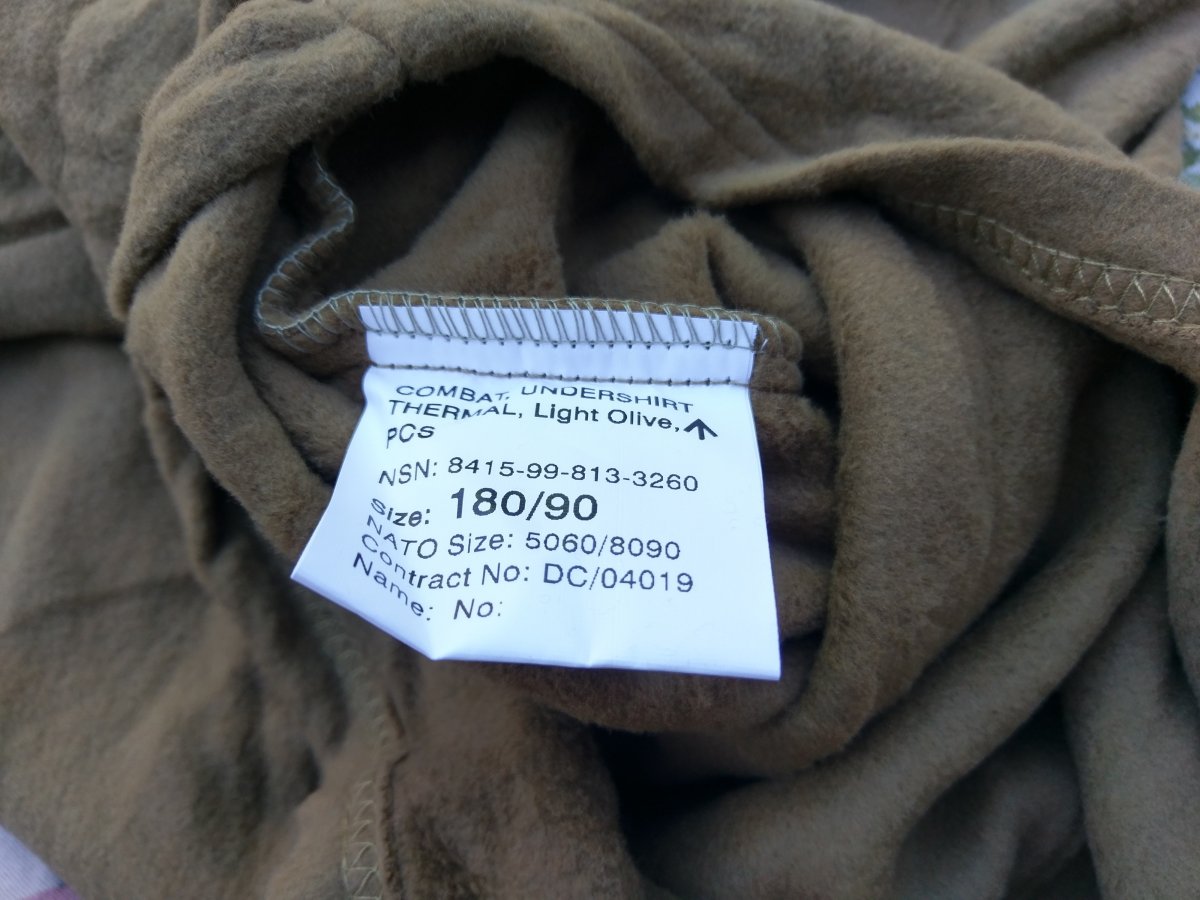 COMBAT, UNDERSHIRT
THERMAL, Light Olive, ↑
PCs
NSN: 8415-99-813-3260
Size: 180/90
NATO Size: 5060/8090
Contract No: DC/04019
Name: No: